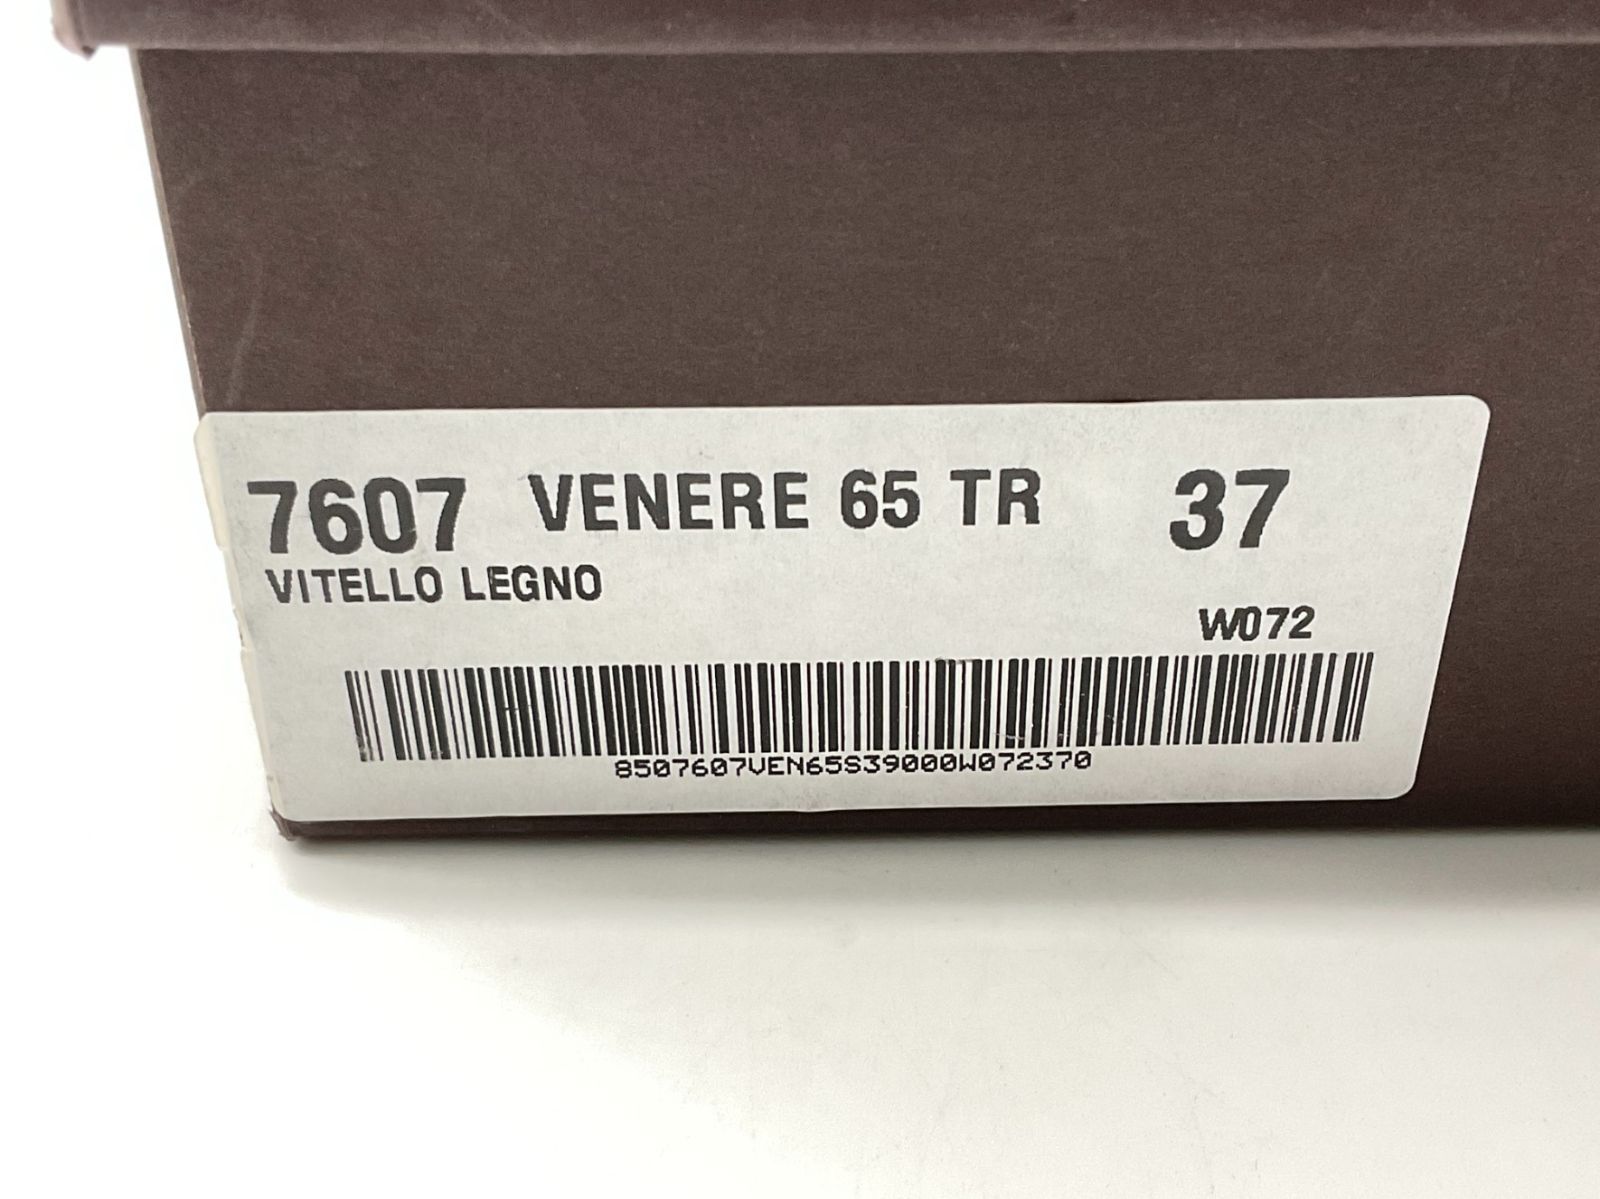 7607 VENERE 65 TR 37
VITELLO LEGNO
W072
8507607VEN65S39000W072370